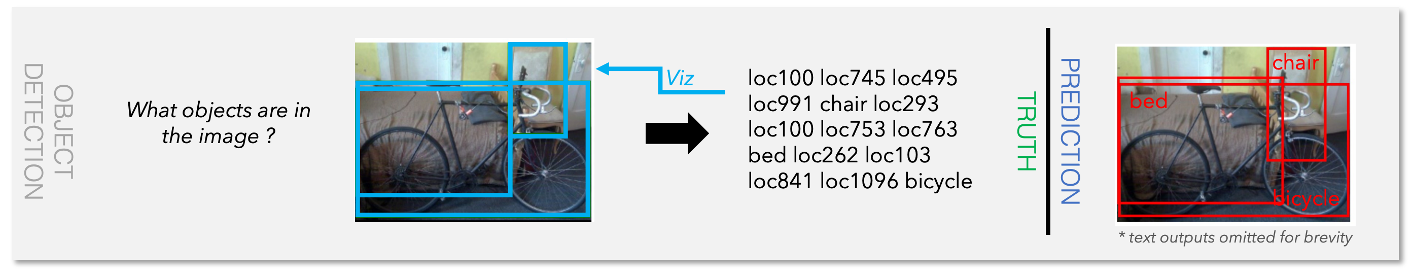 OBJECT
DETECTION
What objects are in
the image ?
Viz
loc100 loc745 loc495
loc991 chair loc293
loc100 loc753 loc763
bed loc262 loc103
loc841 loc1096 bicycle
TRUTH
PREDICTION
chair
bed
bicycle
* text outputs omitted for brevity